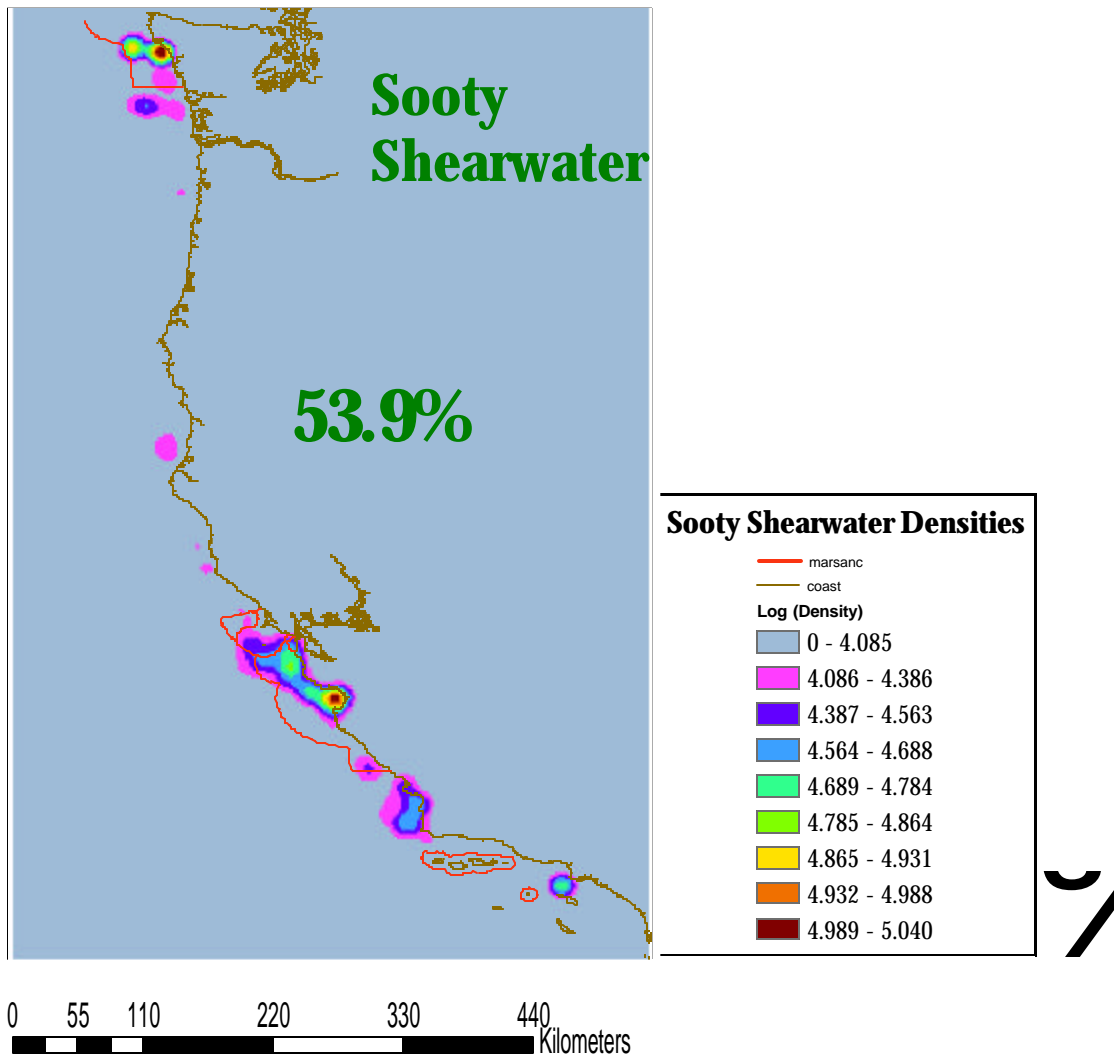 Sooty
Shearwater
53.9%
Sooty Shearwater Densities
marsanc
coast
Log (Density)
0 - 4.085
4.086 - 4.386
4.387 - 4.563
4.564 - 4.688
4.689 - 4.784
4.785 - 4.864
4.865 - 4.931
4.932 - 4.988
4.989 - 5.040
0 55 110 220 330 440
Kilometers